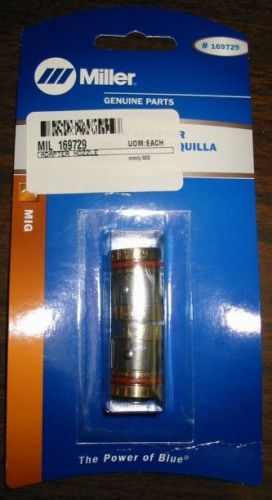 # 169729
Miller®
GENUINE PARTS
MIL 169729
UOM:EACH
ADAPTER NOZZLE
QUILLA
MIG
The Power of Blue®